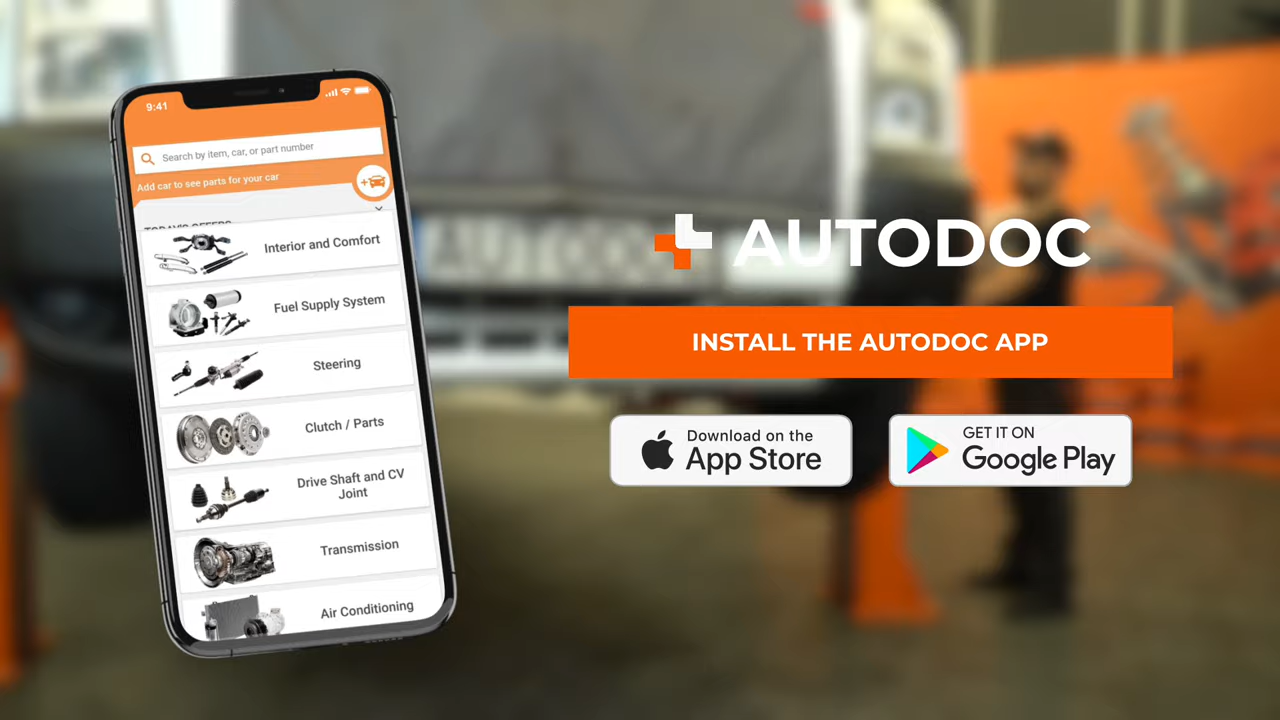 9:41
Search by item, car, or part number
Add car to see parts for your car
TODAY'S OFFERS
Interior and Comfort
Fuel Supply System
Steering
Clutch / Parts
Drive Shaft and CV
Joint
Transmission
Air Conditioning
AUTODOC
INSTALL THE AUTODOC APP
Download on the
App Store
GET IT ON
Google Play